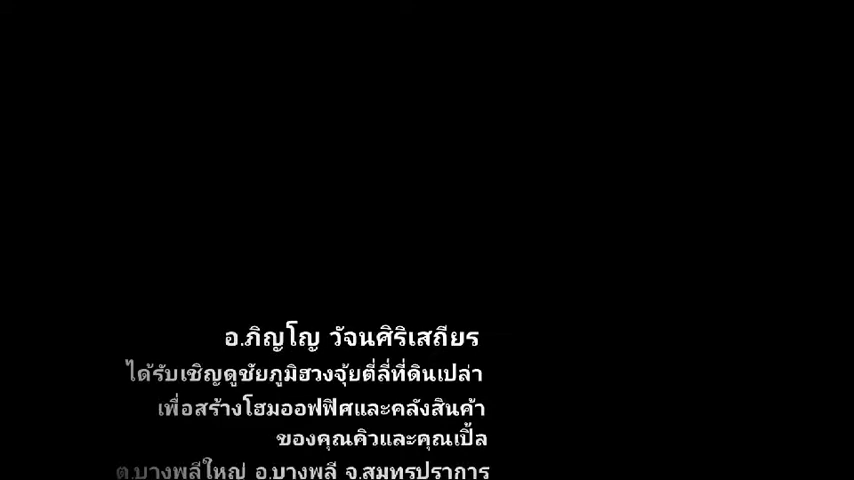 อ.ภิญโญ วัจนศิริเสถียร
ได้รับเชิญดูชัยภูมิฮวงจุ้ยตี่ลี่ที่ดินเปล่า
เพื่อสร้างโฮมออฟฟิศและคลังสินค้า
ของคุณคิวและคุณเปิ้ล
ต.บางพลีใหญ่ อ.บางพลี จ.สมุทรปราการ